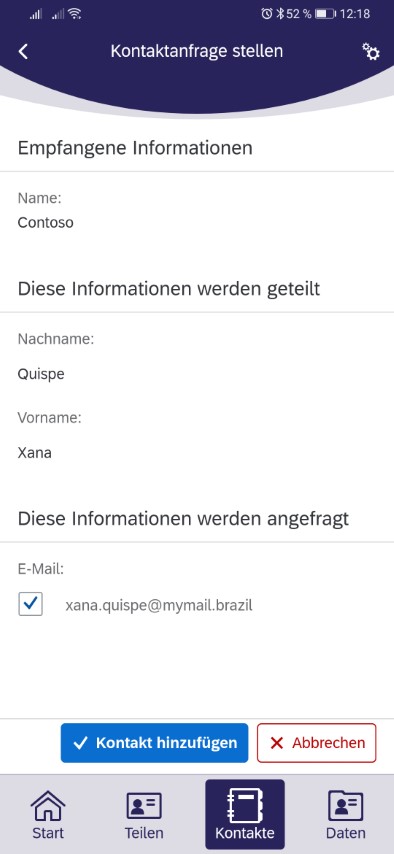 52 % 12:18
Kontaktanfrage stellen
Empfangene Informationen
Name:
Contoso
Diese Informationen werden geteilt
Nachname:
Quispe
Vorname:
Xana
Diese Informationen werden angefragt
E-Mail:
xana.quispe@mymail.brazil
Kontakt hinzufügen Abbrechen
Start Teilen Kontakte Daten